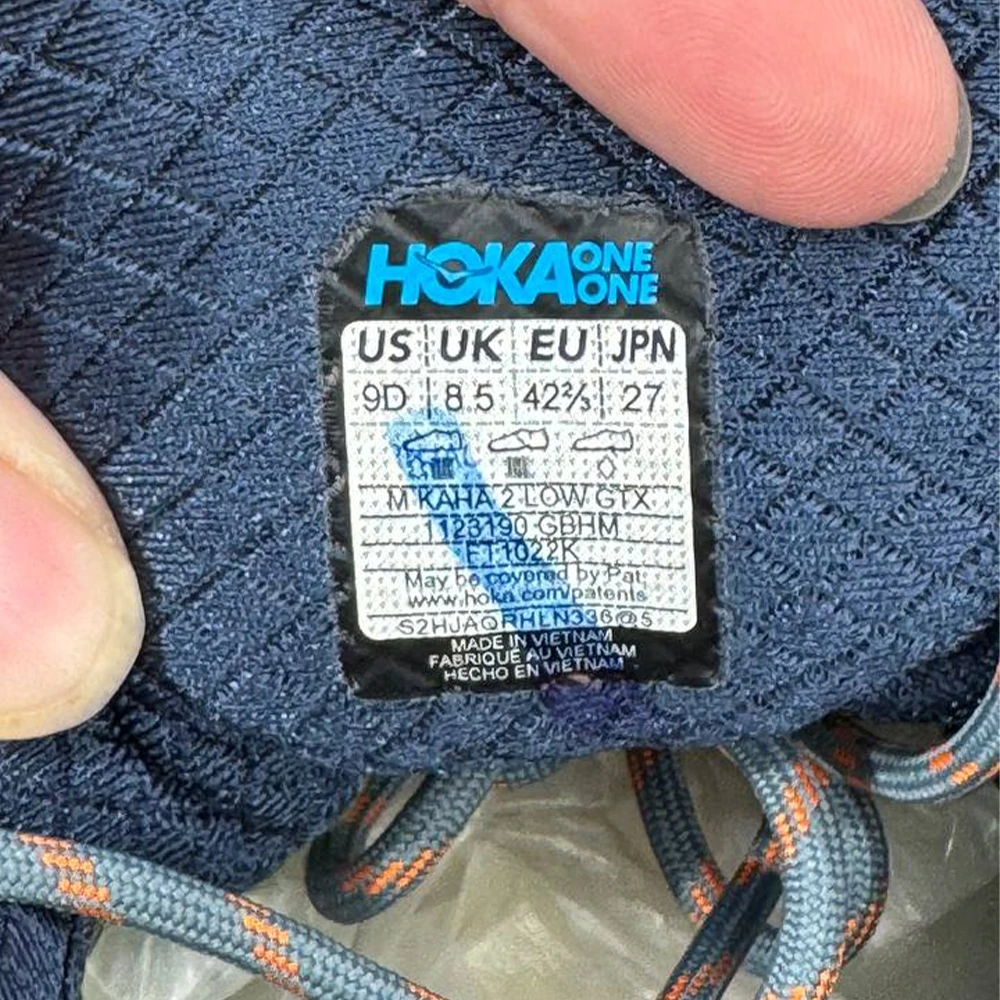 HOKA ONE ONE
US UK EU JPN
9D 8.5 42⅔ 27
M KAHA 2 LOW GTX
1123190 GBHM
FT1022K
May be covered by Pat.
www.hoka.com/patents
S2HJAQRHLN336@5
MADE IN VIETNAM
FABRIQUE AU VIETNAM
HECHO EN VIETNAM